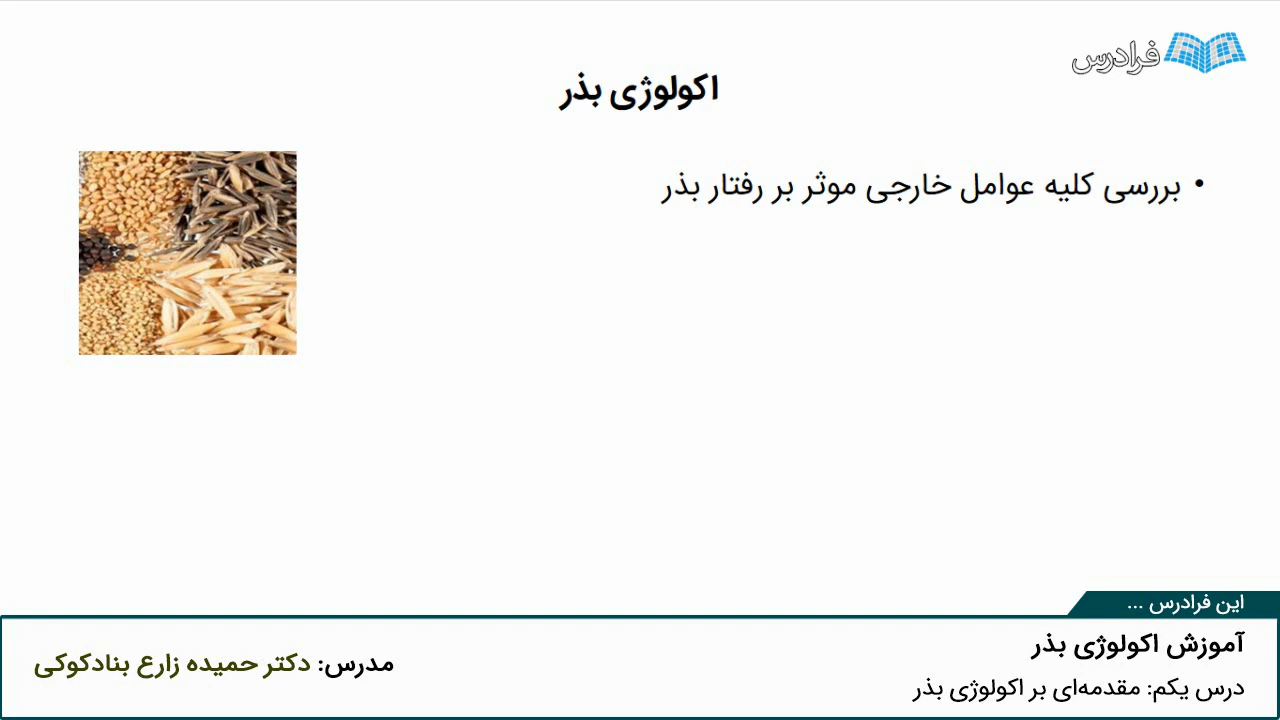 فرادرس
اکولوژی بذر
• بررسی کلیه عوامل خارجی موثر بر رفتار بذر
این فرادرس ...
آموزش اکولوژی بذر
درس یکم: مقدمه‌ای بر اکولوژی بذر
مدرس: دکتر حمیده زارع بنادکوکی